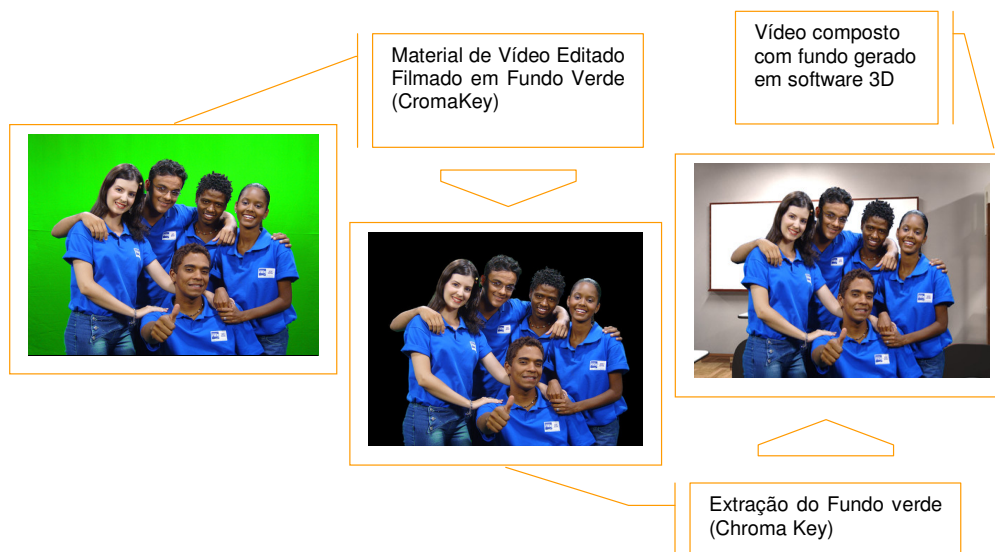 Material de Vídeo Editado
Filmado em Fundo Verde
(CromaKey)
Vídeo composto
com fundo gerado
em software 3D
Extração do Fundo verde
(Chroma Key)